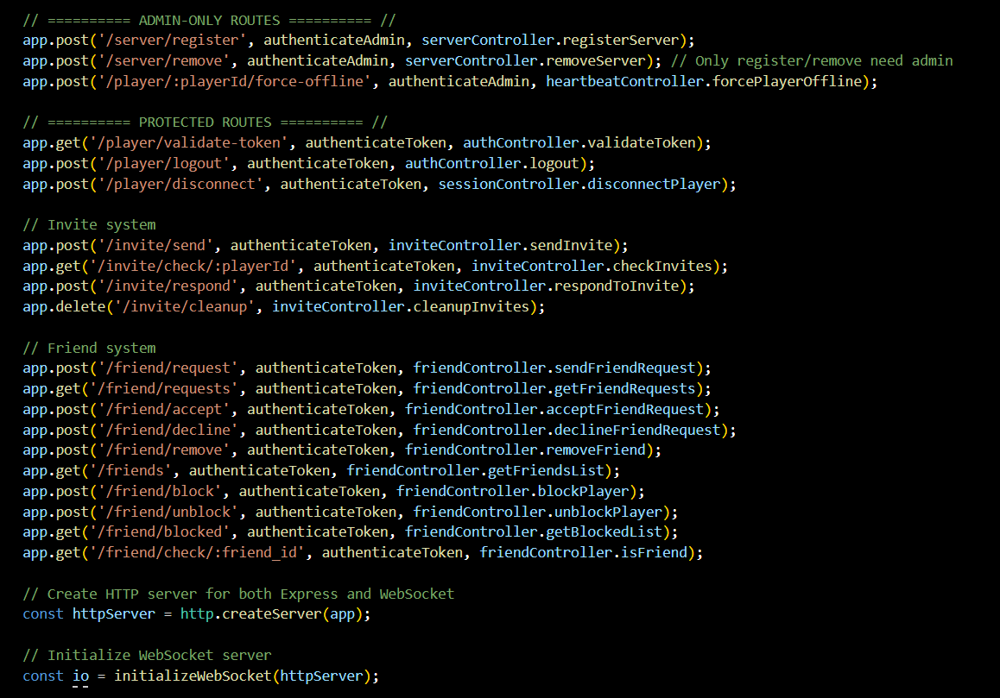 // ========== ADMIN-ONLY ROUTES ========== //
app.post('/server/register', authenticateAdmin, serverController.registerServer);
app.post('/server/remove', authenticateAdmin, serverController.removeServer); // Only register/remove need admin
app.post('/player/:playerId/force-offline', authenticateAdmin, heartbeatController.forcePlayerOffline);
// ========== PROTECTED ROUTES ========== //
app.get('/player/validate-token', authenticateToken, authController.validateToken);
app.post('/player/logout', authenticateToken, authController.logout);
app.post('/player/disconnect', authenticateToken, sessionController.disconnectPlayer);
// Invite system
app.post('/invite/send', authenticateToken, inviteController.sendInvite);
app.get('/invite/check/:playerId', authenticateToken, inviteController.checkInvites);
app.post('/invite/respond', authenticateToken, inviteController.respondToInvite);
app.delete('/invite/cleanup', inviteController.cleanupInvites);
// Friend system
app.post('/friend/request', authenticateToken, friendController.sendFriendRequest);
app.get('/friend/requests', authenticateToken, friendController.getFriendRequests);
app.post('/friend/accept', authenticateToken, friendController.acceptFriendRequest);
app.post('/friend/decline', authenticateToken, friendController.declineFriendRequest);
app.post('/friend/remove', authenticateToken, friendController.removeFriend);
app.get('/friends', authenticateToken, friendController.getFriendsList);
app.post('/friend/block', authenticateToken, friendController.blockPlayer);
app.post('/friend/unblock', authenticateToken, friendController.unblockPlayer);
app.get('/friend/blocked', authenticateToken, friendController.getBlockedList);
app.get('/friend/check/:friend_id', authenticateToken, friendController.isFriend);
// Create HTTP server for both Express and WebSocket
const httpServer = http.createServer(app);
// Initialize WebSocket server
const io = initializeWebSocket(httpServer);